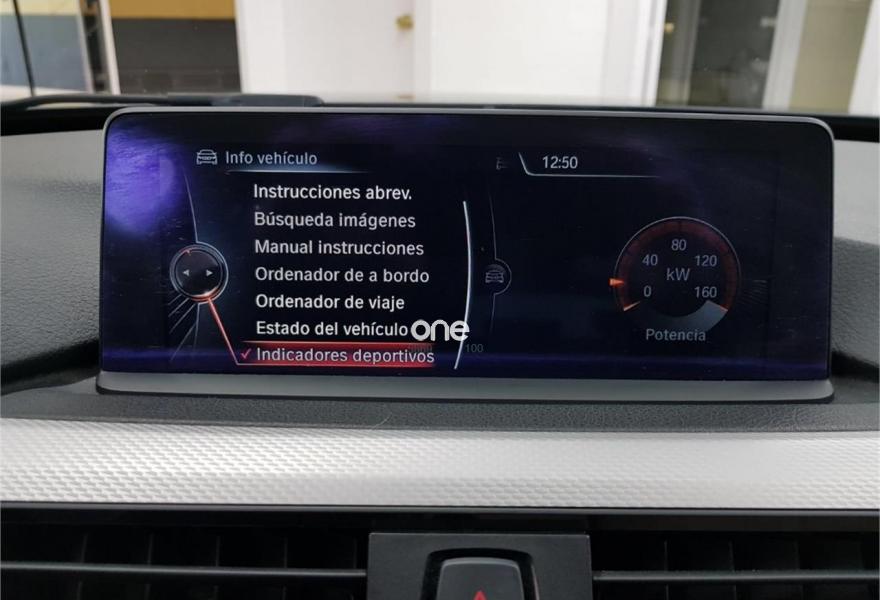 Info vehículo
12:50
Instrucciones abrev.
Búsqueda imágenes
Manual instrucciones
Ordenador de a bordo
Ordenador de viaje
Estado del vehículo
one
Indicadores deportivos
100
80
40
120
kW
0
160
Potencia